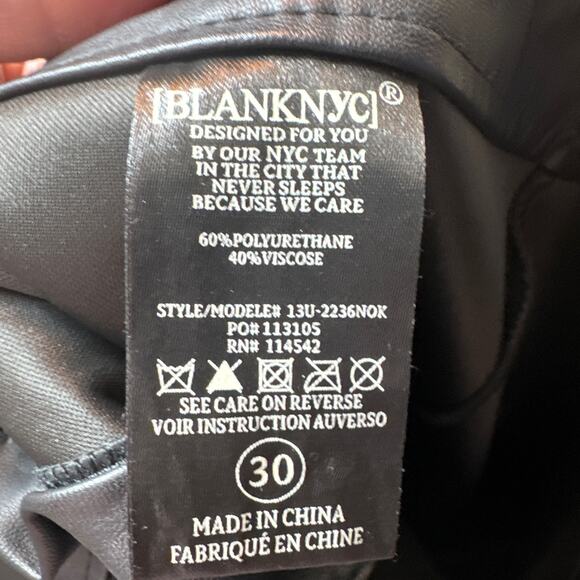 [BLANKNYC]®
DESIGNED FOR YOU
BY OUR NYC TEAM
IN THE CITY THAT
NEVER SLEEPS
BECAUSE WE CARE
60%POLYURETHANE
40%VISCOSE
STYLE/MODELE# 13U-2236NOK
PO# 113105
RN# 114542
SEE CARE ON REVERSE
VOIR INSTRUCTION AUVERSO
30
MADE IN CHINA
FABRIQUÉ EN CHINE